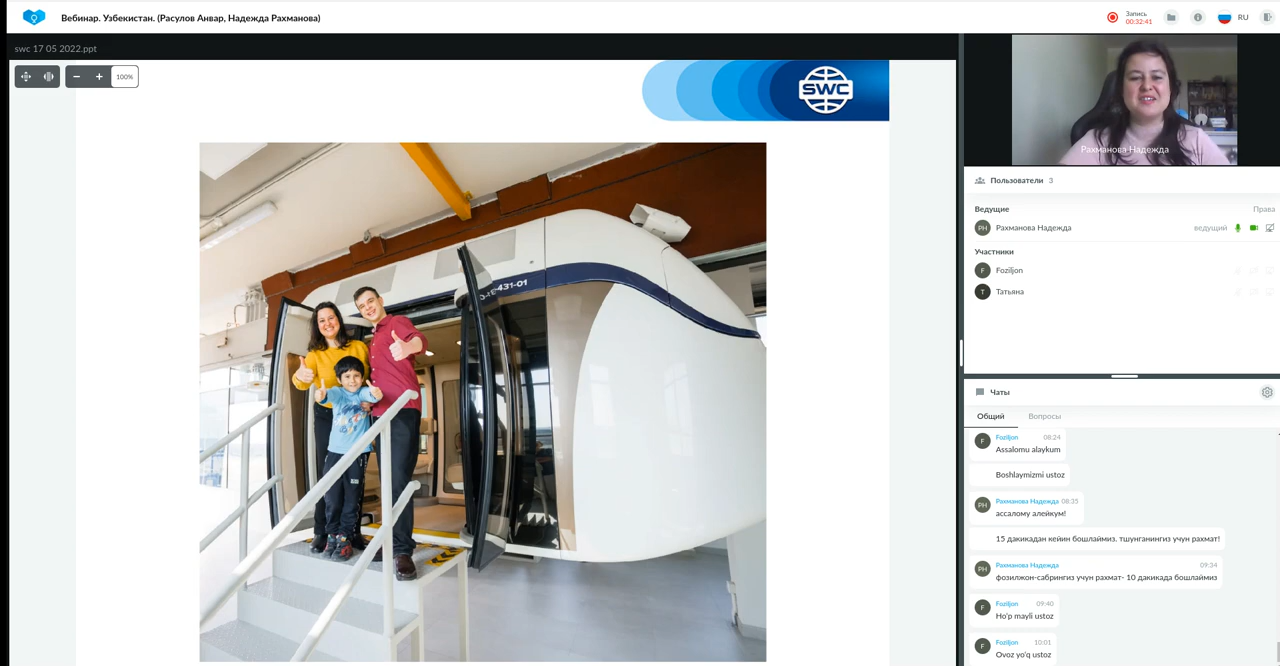 Вебинар. Узбекистан. (Расулов Анвар, Надежда Рахманова)
Запись
00:32:41
RU
swc 17 05 2022.ppt
100%
SWC
431-01
Рахманова Надежда
Пользователи 3
Ведущие Права
РН Рахманова Надежда ведущий
Участники
F Foziljon
Т Татьяна
Чаты
Общий Вопросы
F Foziljon 08:24
Assalomu alaykum
Boshlaymizmi ustoz
РН Рахманова Надежда 08:35
ассалому алейкум!
15 дакикадан кейин бошлаймиз. тшунганингиз учун рахмат!
РН Рахманова Надежда 09:34
фозилжон-сабрингиз учун рахмат- 10 дакикада бошлаймиз
F Foziljon 09:40
Ho'p mayli ustoz
F Foziljon 10:01
Ovoz yo'q ustoz